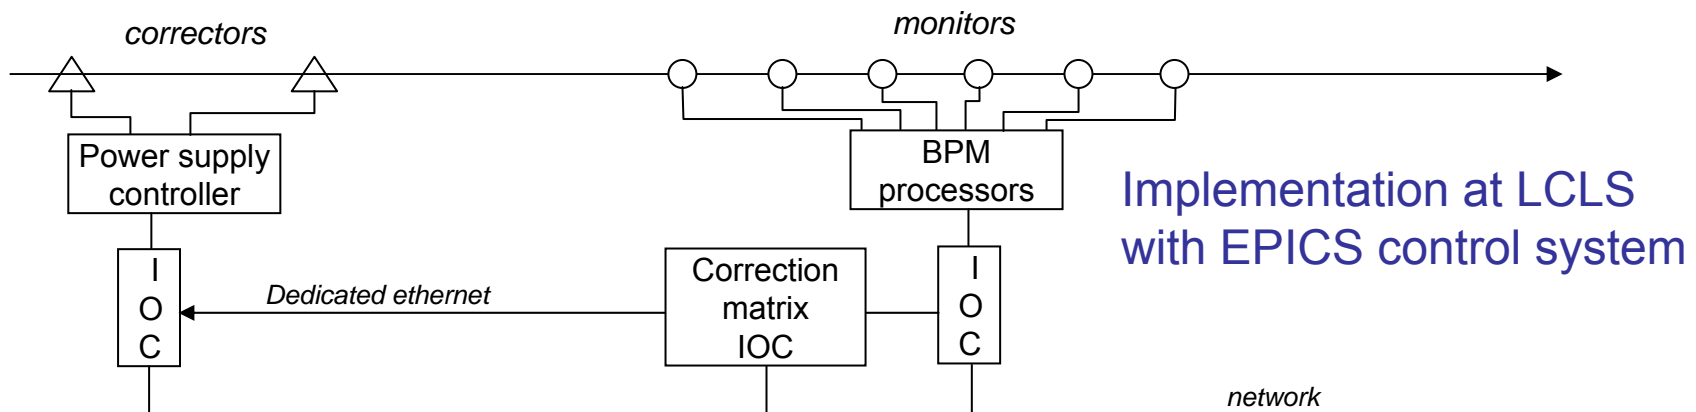 correctors
monitors
Power supply
controller
BPM
processors
Implementation at LCLS
with EPICS control system
I
O
C
Dedicated ethernet
Correction
matrix
IOC
I
O
C
network